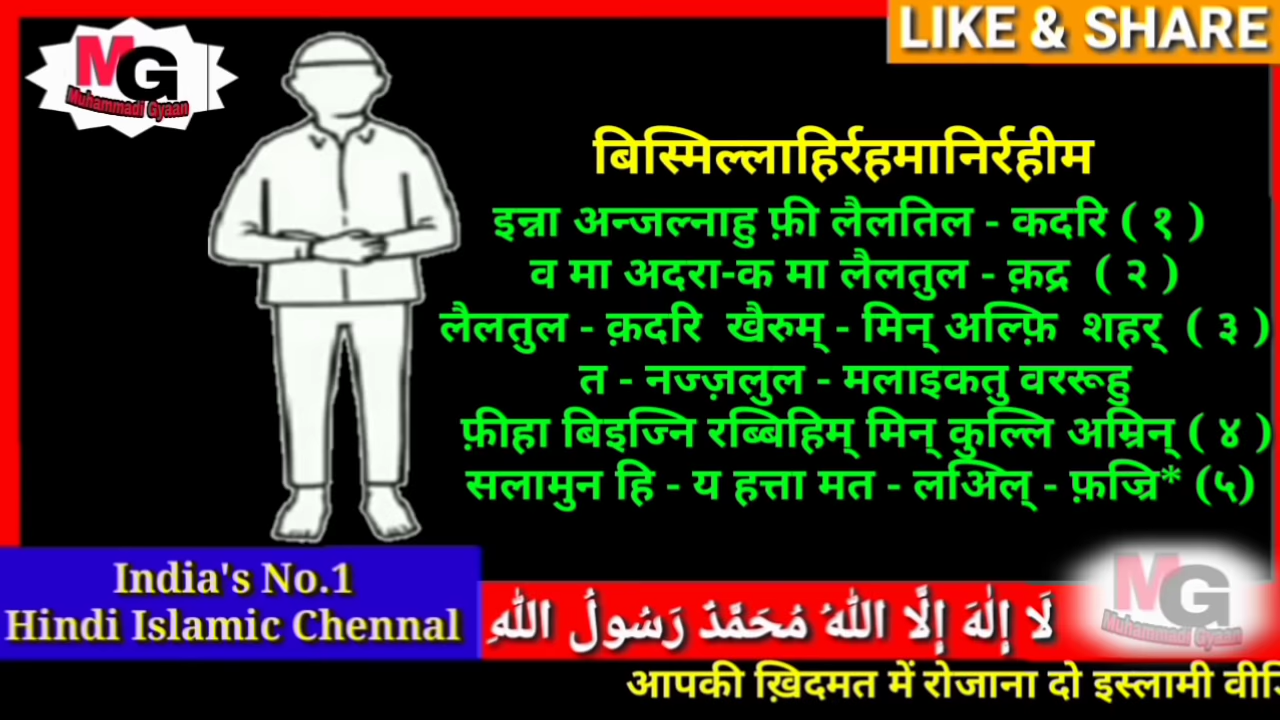 LIKE & SHARE
MG
Muhammadi Gyaan
बिस्मिल्लाहिर्रहमानिर्रहीम
इन्ना अन्जल्नाहु फ़ी लैलतिल - कदरि ( १ )
व मा अदरा-क मा लैलतुल - क़द्र ( २ )
लैलतुल - क़दरि खैरुम् - मिन् अल्फ़ि शहर् ( ३ )
त - नज्ज़लुल - मलाइकतु वररूहु
फ़ीहा बिइज्नि रब्बिहिम् मिन् कुल्लि अम्रिन् ( ४ )
सलामुन हि - य हत्ता मत - लअिल् - फ़ज्रि* (५)
India's No.1
Hindi Islamic Chennal
لَا إِلٰهَ إِلَّا اللّٰهُ مُحَمَّدٌ رَسُولُ اللّٰهِ
MG
Muhammadi Gyaan
आपकी ख़िदमत में रोजाना दो इस्लामी